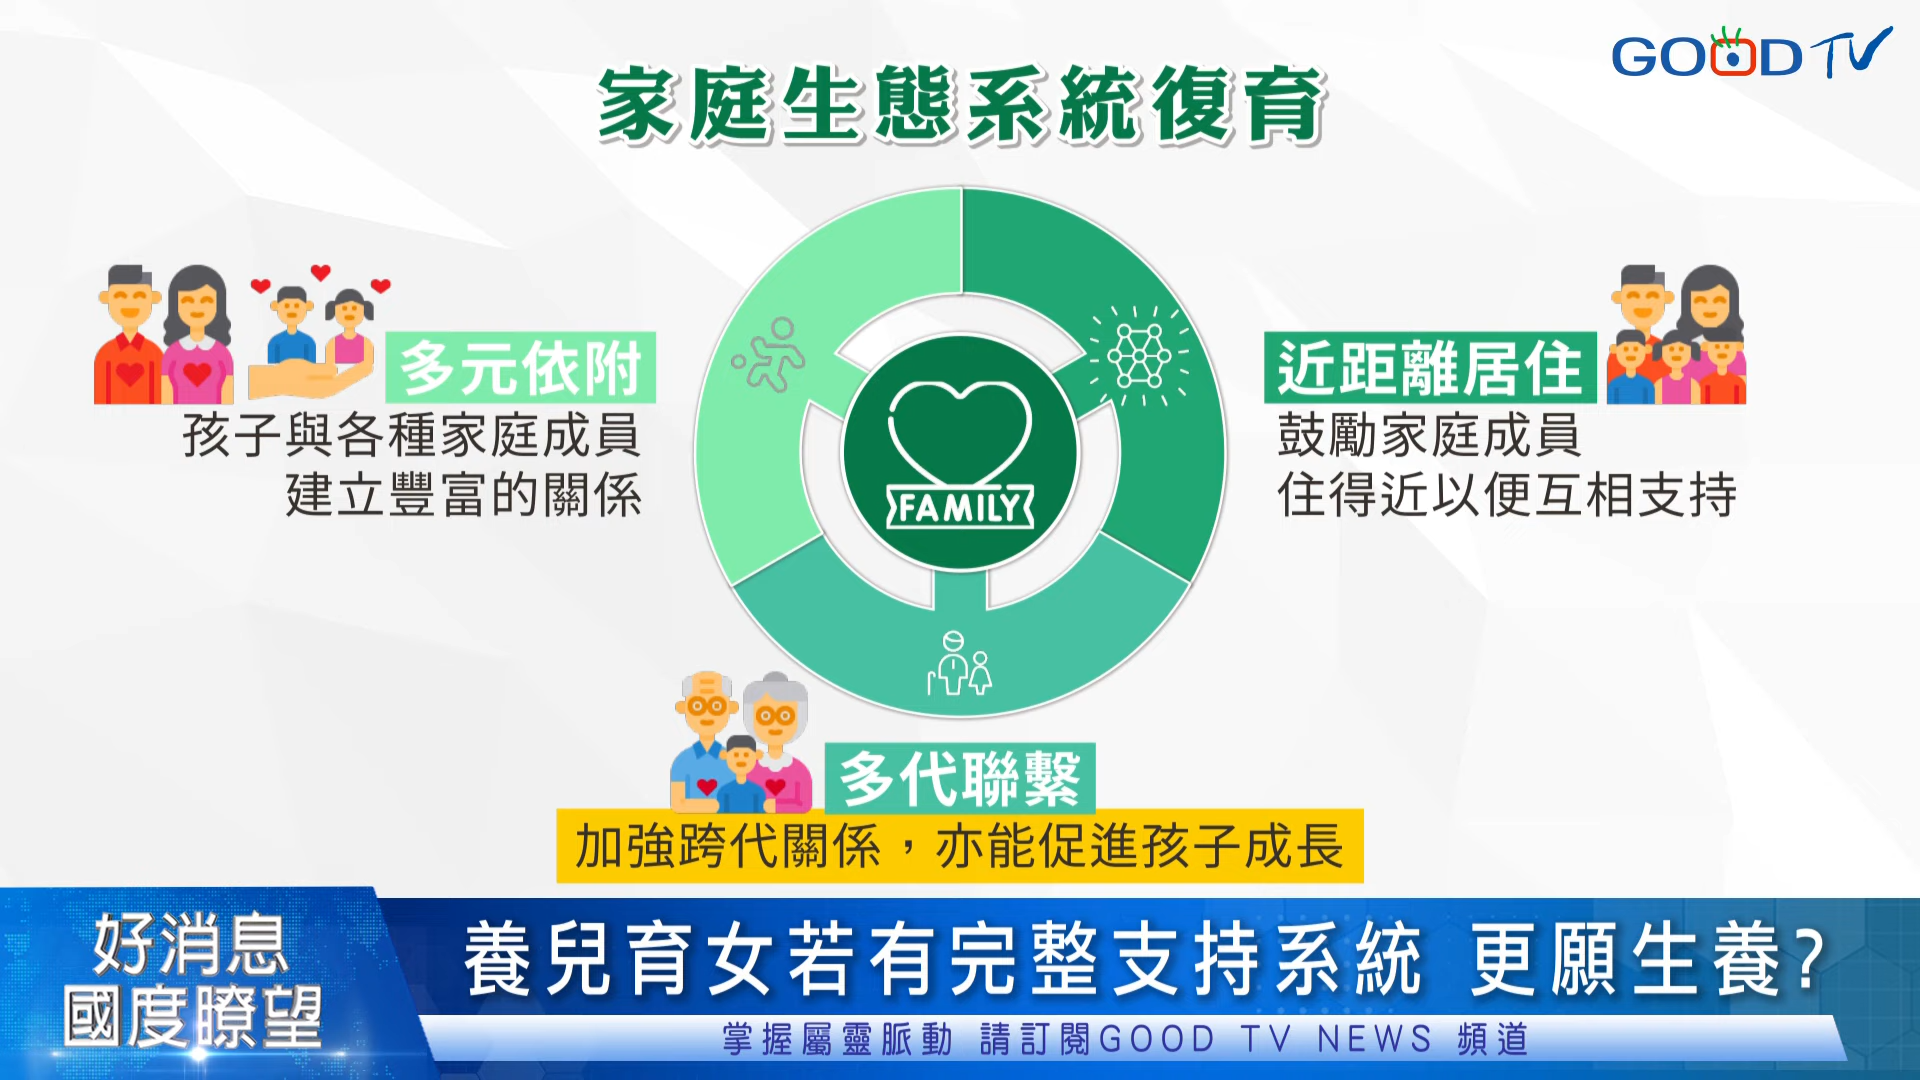 GOOD TV
家庭生態系統復育
多元依附
孩子與各種家庭成員
建立豐富的關係
近距離居住
鼓勵家庭成員
住得近以便互相支持
FAMILY
多代聯繫
加強跨代關係，亦能促進孩子成長
好消息
國度瞭望
養兒育女若有完整支持系統 更願生養?
掌握屬靈脈動 請訂閱GOOD TV NEWS 頻道